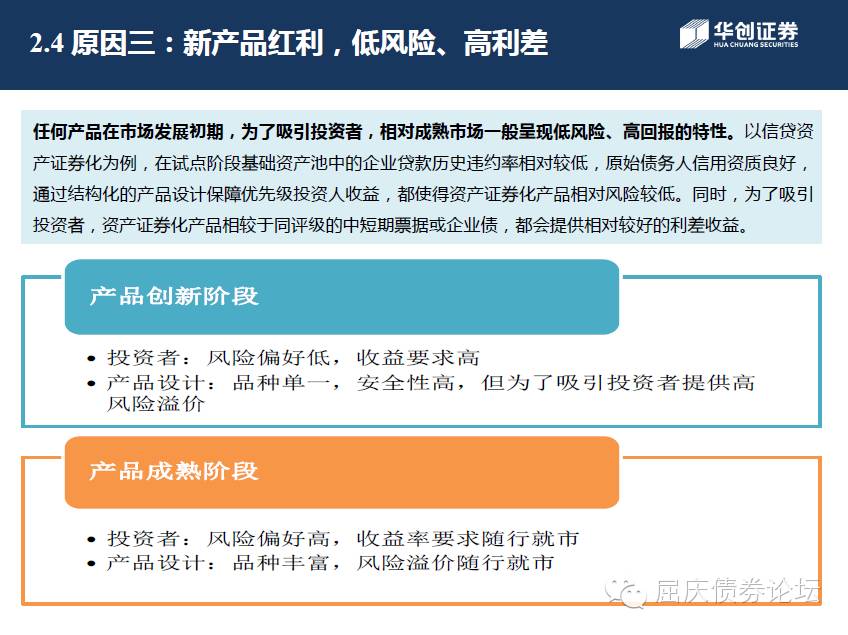 2.4 原因三：新产品红利，低风险、高利差
华创证券
HUA CHUANG SECURITIES
任何产品在市场发展初期，为了吸引投资者，相对成熟市场一般呈现低风险、高回报的特性。以信贷资
产证券化为例，在试点阶段基础资产池中的企业贷款历史违约率相对较低，原始债务人信用资质良好，
通过结构化的产品设计保障优先级投资人收益，都使得资产证券化产品相对风险较低。同时，为了吸引
投资者，资产证券化产品相较于同评级的中短期票据或企业债，都会提供相对较好的利差收益。
产品创新阶段
• 投资者：风险偏好低，收益要求高
• 产品设计：品种单一，安全性高，但为了吸引投资者提供高
风险溢价
产品成熟阶段
• 投资者：风险偏好高，收益率要求随行就市
• 产品设计：品种丰富，风险溢价随行就市
屈庆债券论坛